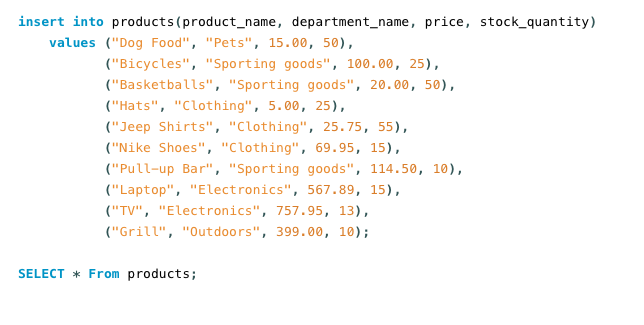 insert into products(product_name, department_name, price, stock_quantity)
values ("Dog Food", "Pets", 15.00, 50),
("Bicycles", "Sporting goods", 100.00, 25),
("Basketballs", "Sporting goods", 20.00, 50),
("Hats", "Clothing", 5.00, 25),
("Jeep Shirts", "Clothing", 25.75, 55),
("Nike Shoes", "Clothing", 69.95, 15),
("Pull-up Bar", "Sporting goods", 114.50, 10),
("Laptop", "Electronics", 567.89, 15),
("TV", "Electronics", 757.95, 13),
("Grill", "Outdoors", 399.00, 10);
SELECT * From products;